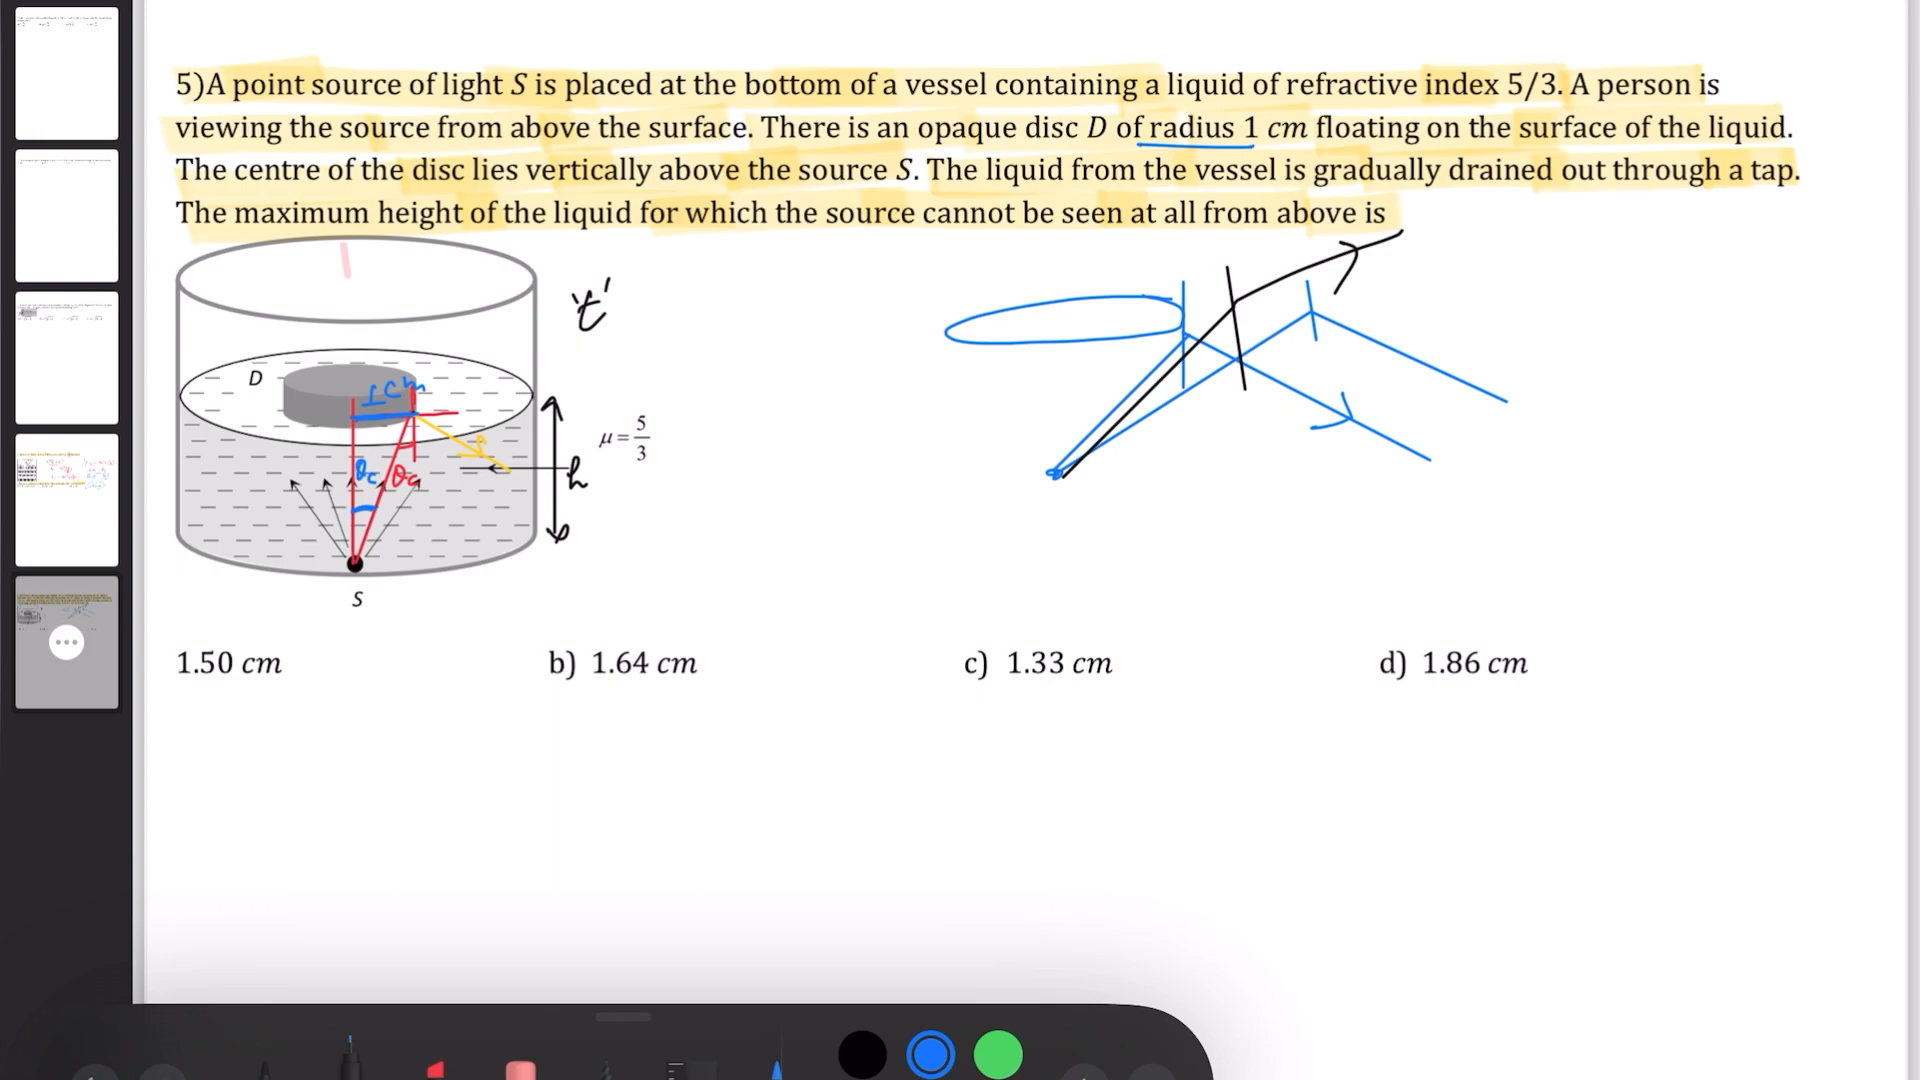 5)A point source of light S is placed at the bottom of a vessel containing a liquid of refractive index 5/3. A person is
viewing the source from above the surface. There is an opaque disc D of radius 1 cm floating on the surface of the liquid.
The centre of the disc lies vertically above the source S. The liquid from the vessel is gradually drained out through a tap.
The maximum height of the liquid for which the source cannot be seen at all from above is
't'
D
1cm
μ = 5/3
θc θc
h
S
1.50 cm b) 1.64 cm c) 1.33 cm d) 1.86 cm